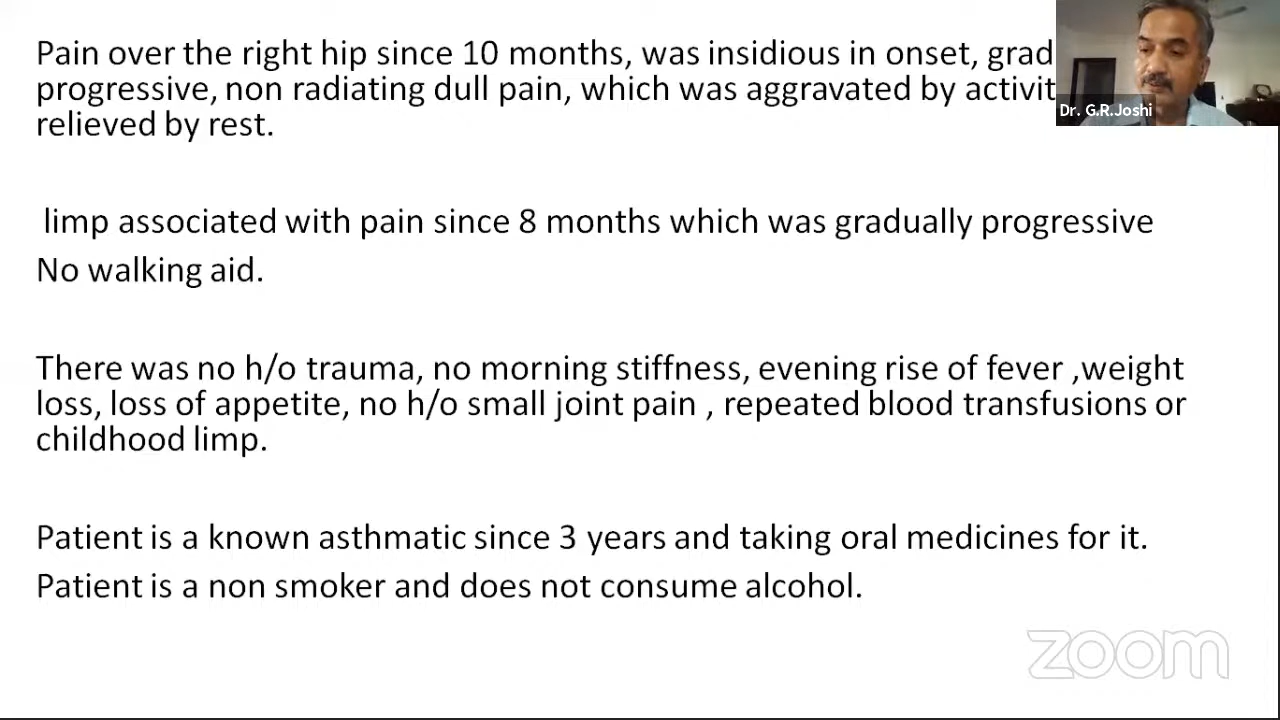 Pain over the right hip since 10 months, was insidious in onset,
progressive, non radiating dull pain, which was aggravated by
relieved by rest.
Dr. G.R.Joshi
limp associated with pain since 8 months which was gradually progressive
No walking aid.
There was no h/o trauma, no morning stiffness, evening rise of fever ,weight
loss, loss of appetite, no h/o small joint pain , repeated blood transfusions or
childhood limp.
Patient is a known asthmatic since 3 years and taking oral medicines for it.
Patient is a non smoker and does not consume alcohol.
zoom